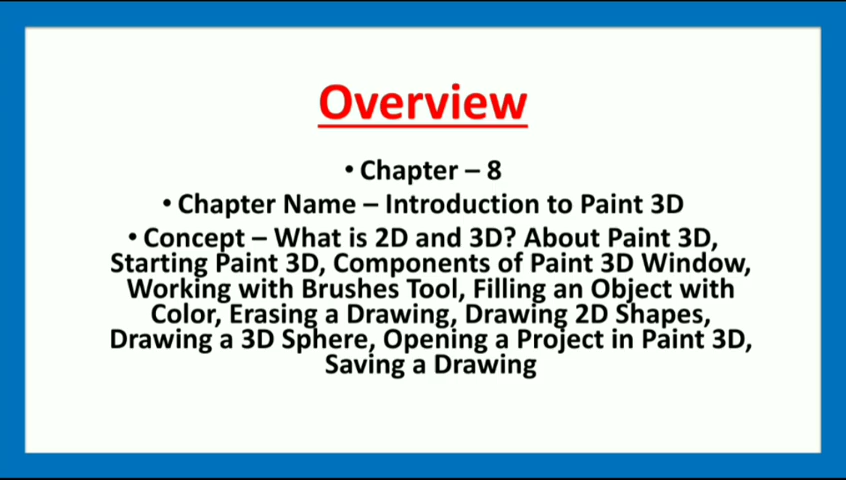 Overview
• Chapter – 8
• Chapter Name – Introduction to Paint 3D
• Concept – What is 2D and 3D? About Paint 3D,
Starting Paint 3D, Components of Paint 3D Window,
Working with Brushes Tool, Filling an Object with
Color, Erasing a Drawing, Drawing 2D Shapes,
Drawing a 3D Sphere, Opening a Project in Paint 3D,
Saving a Drawing